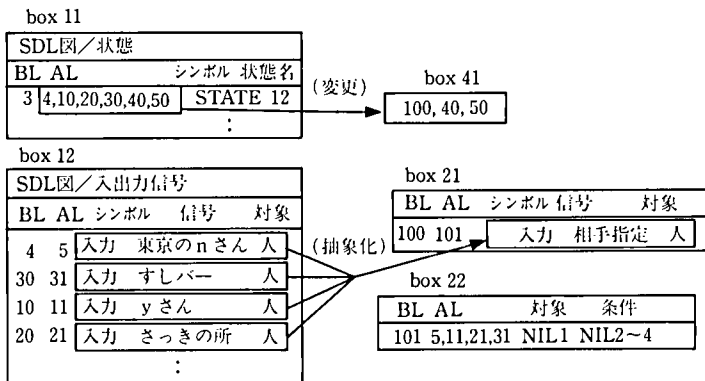 box 11
SDL図／状態
BL AL シンボル 状態名
3 4,10,20,30,40,50 STATE 12
:
(変更)
box 41
100, 40, 50
box 12
SDL図／入出力信号
BL AL シンボル 信号 対象
4 5 入力 東京のnさん 人
30 31 入力 すしバー 人
10 11 入力 yさん 人
20 21 入力 さっきの所 人
:
(抽象化)
box 21
BL AL シンボル 信号 対象
100 101 入力 相手指定 人
box 22
BL AL 対象 条件
101 5,11,21,31 NIL1 NIL2～4